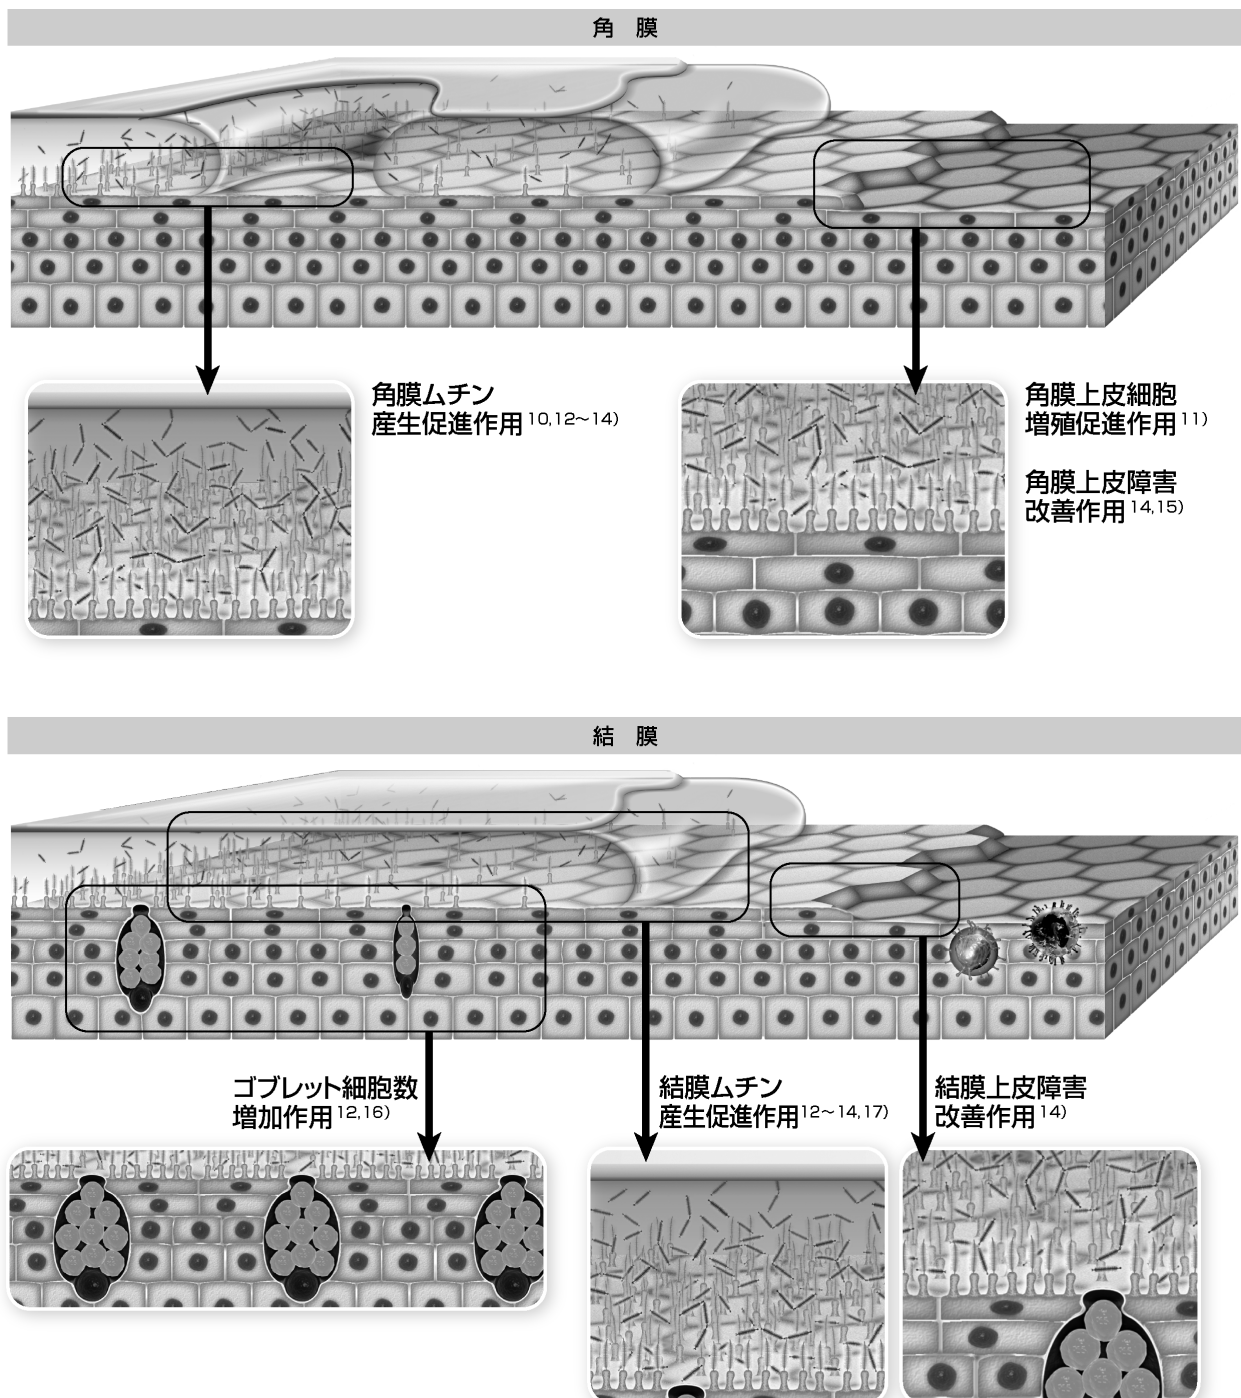 角 膜
角膜ムチン
産生促進作用10,12～14)
角膜上皮細胞
増殖促進作用11)
角膜上皮障害
改善作用14,15)
結 膜
ゴブレット細胞数
増加作用12,16)
結膜ムチン
産生促進作用12～14,17)
結膜上皮障害
改善作用14)